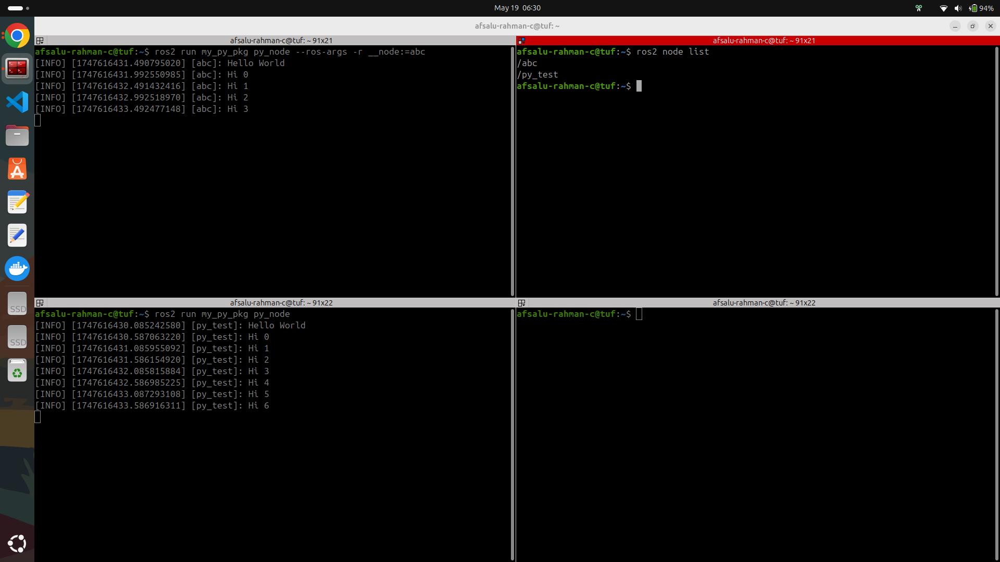 May 19 06:30
94%
afsalu-rahman-c@tuf: ~
afsalu-rahman-c@tuf: ~ 91x21
afsalu-rahman-c@tuf:~$ ros2 run my_py_pkg py_node --ros-args -r __node:=abc
[INFO] [1747616431.490795020] [abc]: Hello World
[INFO] [1747616431.992550985] [abc]: Hi 0
[INFO] [1747616432.491432416] [abc]: Hi 1
[INFO] [1747616432.992518970] [abc]: Hi 2
[INFO] [1747616433.492477148] [abc]: Hi 3
afsalu-rahman-c@tuf: ~ 91x21
afsalu-rahman-c@tuf:~$ ros2 node list
/abc
/py_test
afsalu-rahman-c@tuf:~$
afsalu-rahman-c@tuf: ~ 91x22
afsalu-rahman-c@tuf:~$ ros2 run my_py_pkg py_node
[INFO] [1747616430.085242580] [py_test]: Hello World
[INFO] [1747616430.587063220] [py_test]: Hi 0
[INFO] [1747616431.085955092] [py_test]: Hi 1
[INFO] [1747616431.586154920] [py_test]: Hi 2
[INFO] [1747616432.085815884] [py_test]: Hi 3
[INFO] [1747616432.586985225] [py_test]: Hi 4
[INFO] [1747616433.087293108] [py_test]: Hi 5
[INFO] [1747616433.586916311] [py_test]: Hi 6
afsalu-rahman-c@tuf: ~ 91x22
afsalu-rahman-c@tuf:~$
SSD
SSD